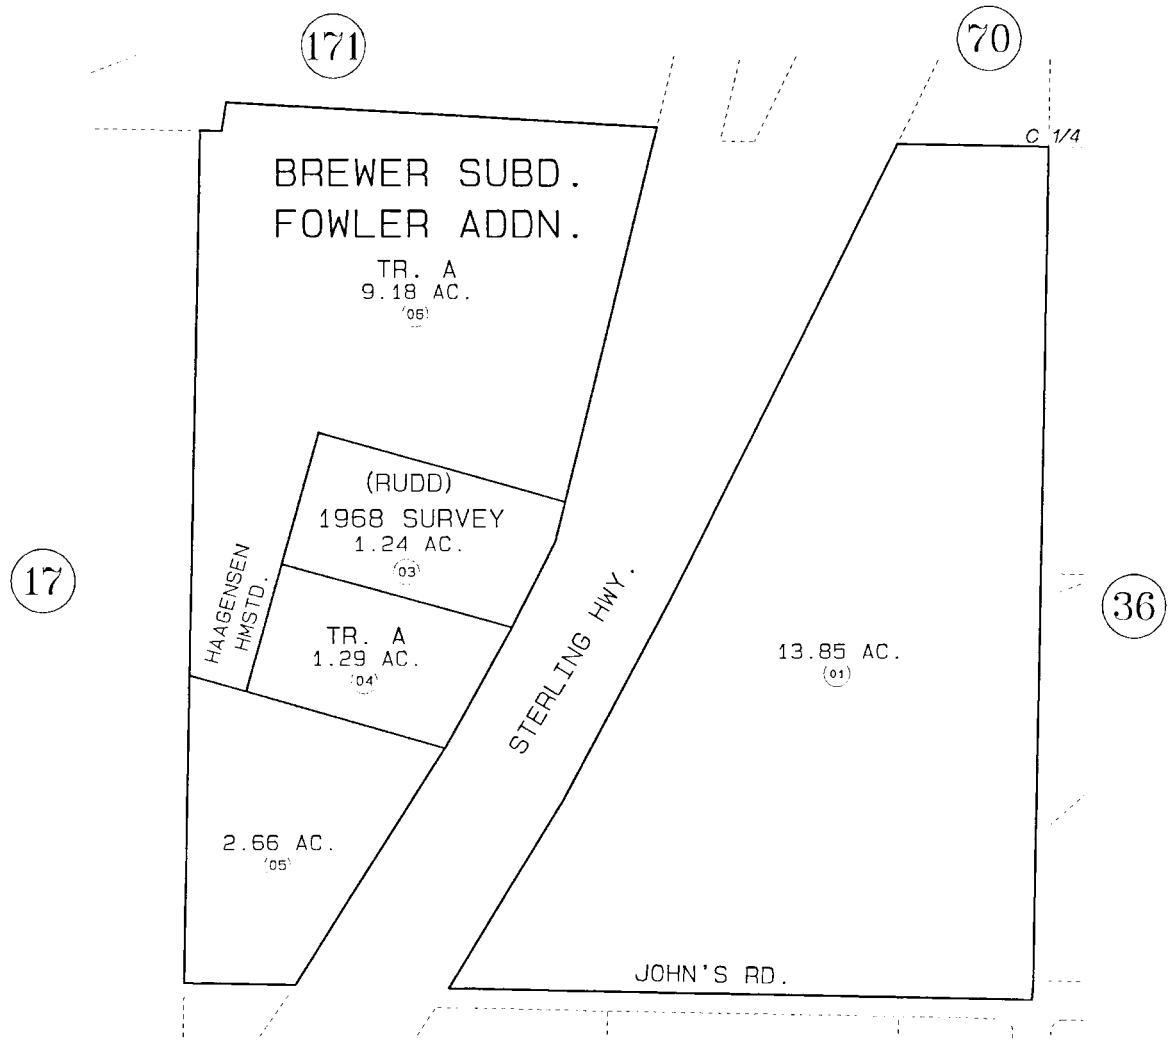 171
70
C 1/4
BREWER SUBD.
FOWLER ADDN.
TR. A
9.18 AC.
(06)
(RUDD)
1968 SURVEY
1.24 AC.
(03)
HAAGENSEN
HMSTD.
17
TR. A
1.29 AC.
(04)
STERLING HWY.
36
13.85 AC.
(01)
2.66 AC.
(05)
JOHN'S RD.